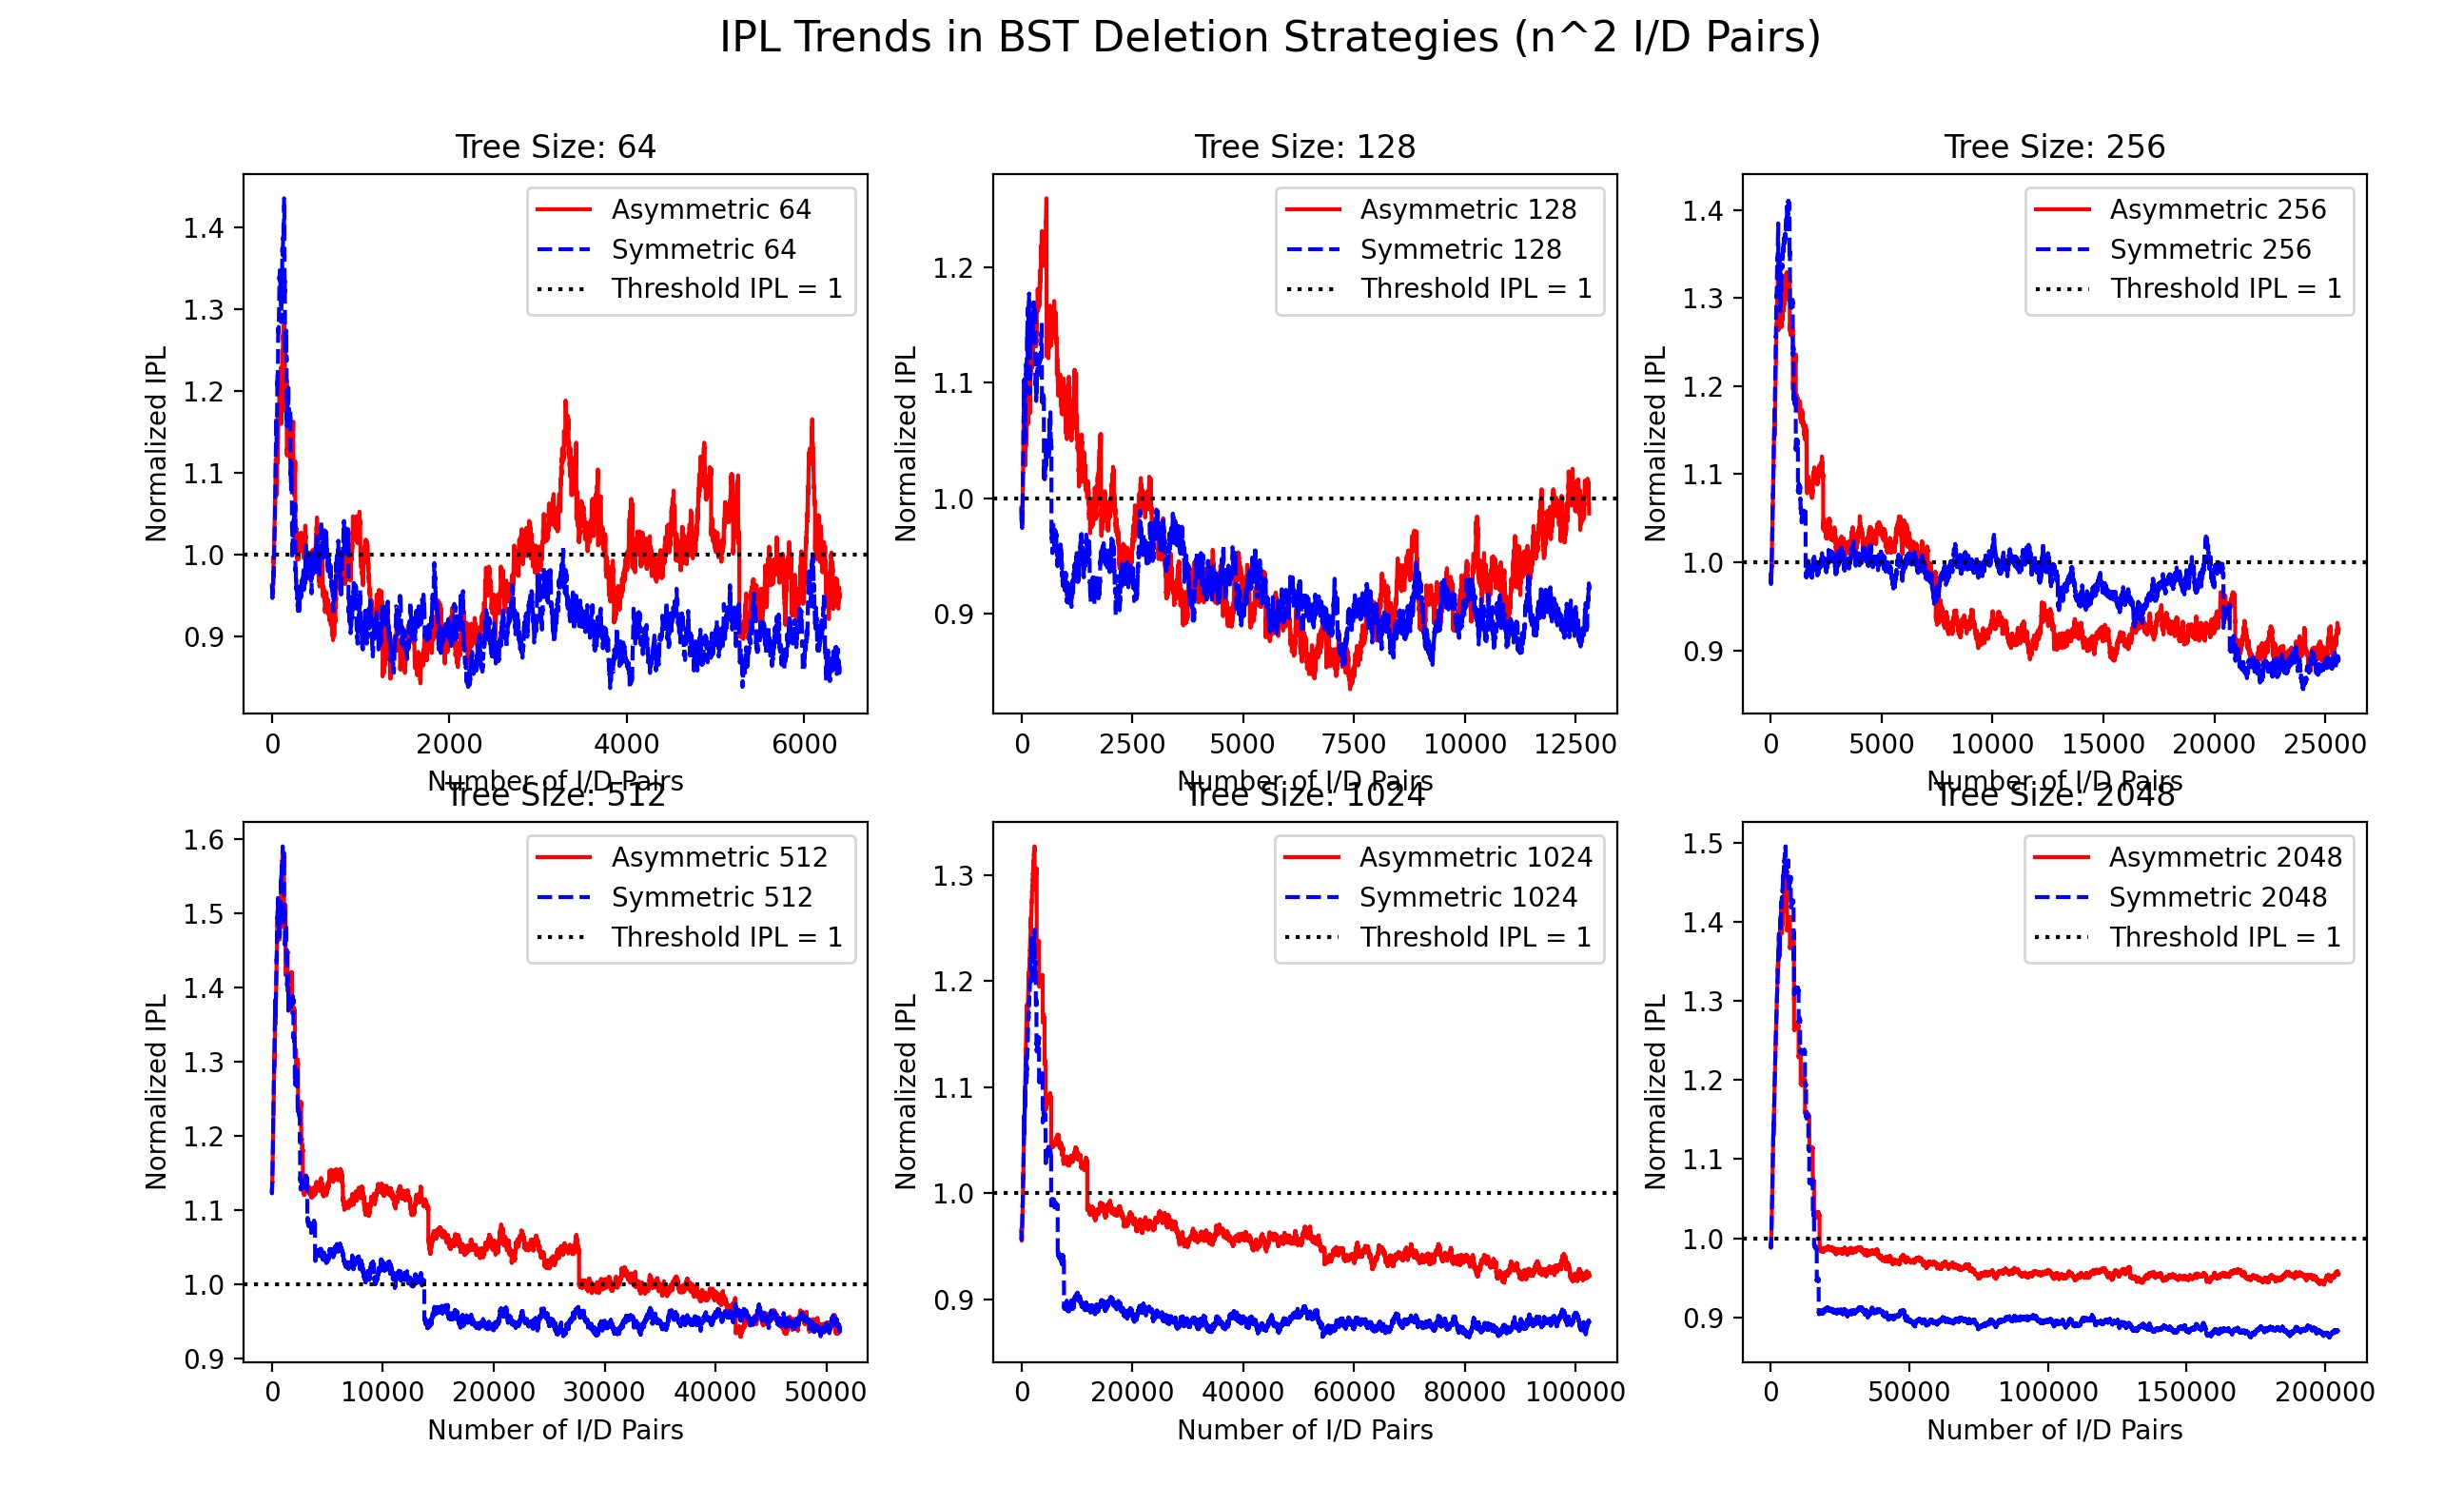 IPL Trends in BST Deletion Strategies (n^2 I/D Pairs)
Tree Size: 64
Normalized IPL
1.4
1.3
1.2
1.1
1.0
0.9
Asymmetric 64
Symmetric 64
Threshold IPL = 1
0 2000 4000 6000
Number of I/D Pairs
Tree Size: 128
Normalized IPL
1.2
1.1
1.0
0.9
Asymmetric 128
Symmetric 128
Threshold IPL = 1
0 2500 5000 7500 10000 12500
Number of I/D Pairs
Tree Size: 256
Normalized IPL
1.4
1.3
1.2
1.1
1.0
0.9
Asymmetric 256
Symmetric 256
Threshold IPL = 1
0 5000 10000 15000 20000 25000
Number of I/D Pairs
Tree Size: 512
Normalized IPL
1.6
1.5
1.4
1.3
1.2
1.1
1.0
0.9
Asymmetric 512
Symmetric 512
Threshold IPL = 1
0 10000 20000 30000 40000 50000
Number of I/D Pairs
Tree Size: 1024
Normalized IPL
1.3
1.2
1.1
1.0
0.9
Asymmetric 1024
Symmetric 1024
Threshold IPL = 1
0 20000 40000 60000 80000 100000
Number of I/D Pairs
Tree Size: 2048
Normalized IPL
1.5
1.4
1.3
1.2
1.1
1.0
0.9
Asymmetric 2048
Symmetric 2048
Threshold IPL = 1
0 50000 100000 150000 200000
Number of I/D Pairs